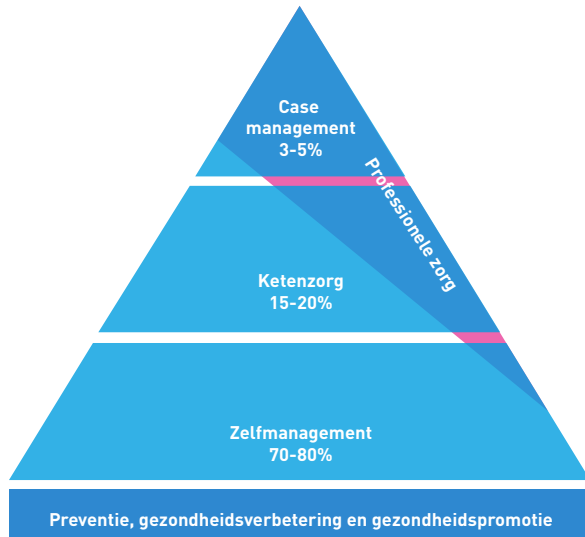 Case
management
3-5%
Professionele zorg
Ketenzorg
15-20%
Zelfmanagement
70-80%
Preventie, gezondheidsverbetering en gezondheidspromotie